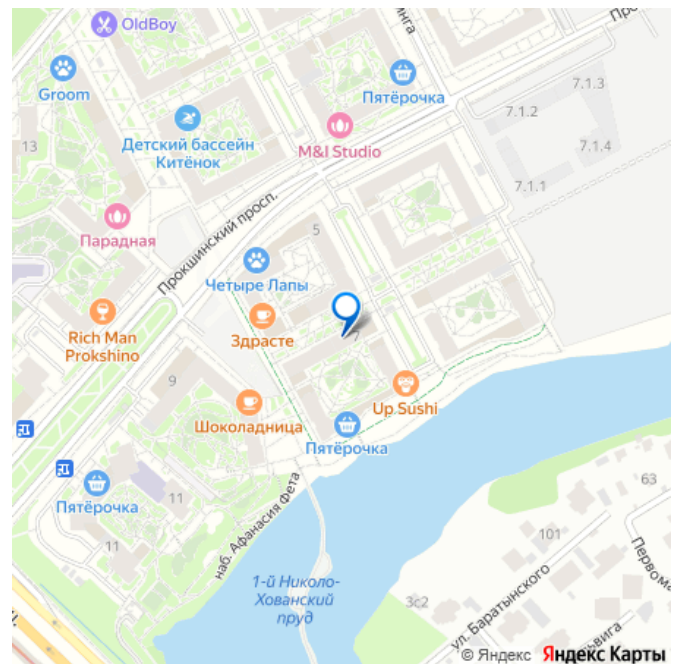 OldBoy
Groom
Пятёрочка
7.1.3
7.1.2
13
Детский бассейн
Китёнок
M&I Studio
7.1.4
7.1.1
Прокшинский просп.
Парадная
5
Четыре Лапы
Rich Man
Prokshino
Здрасте
7
9
Шоколадница
Up.Sushi
Пятёрочка
Пятёрочка
11
11
наб. Афанасия Фета
63
101
1-й Николо-
Хованский
пруд
3с2
ул. Баратынского
© Яндекс Яндекс Карты